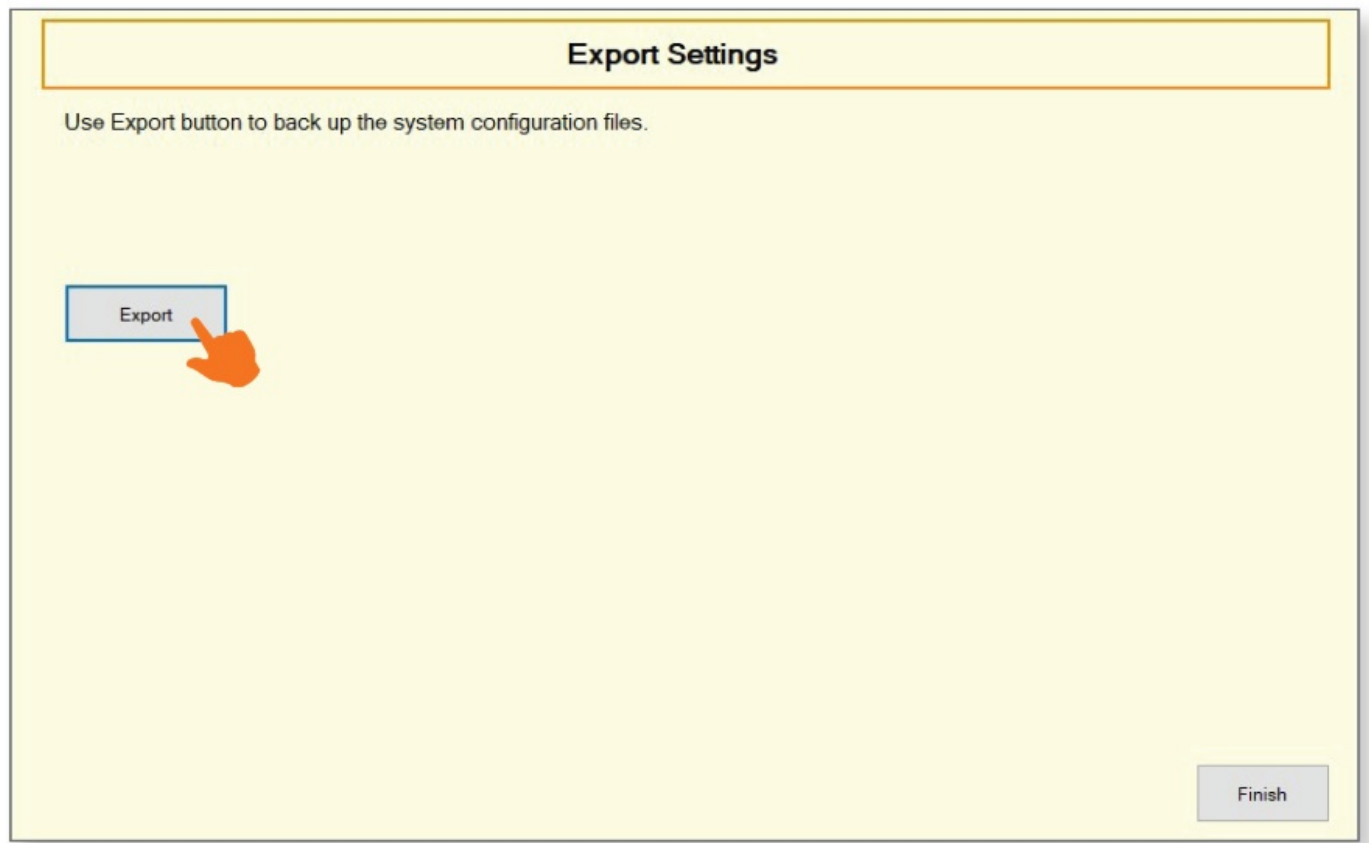 Export Settings
Use Export button to back up the system configuration files.
Export
Finish